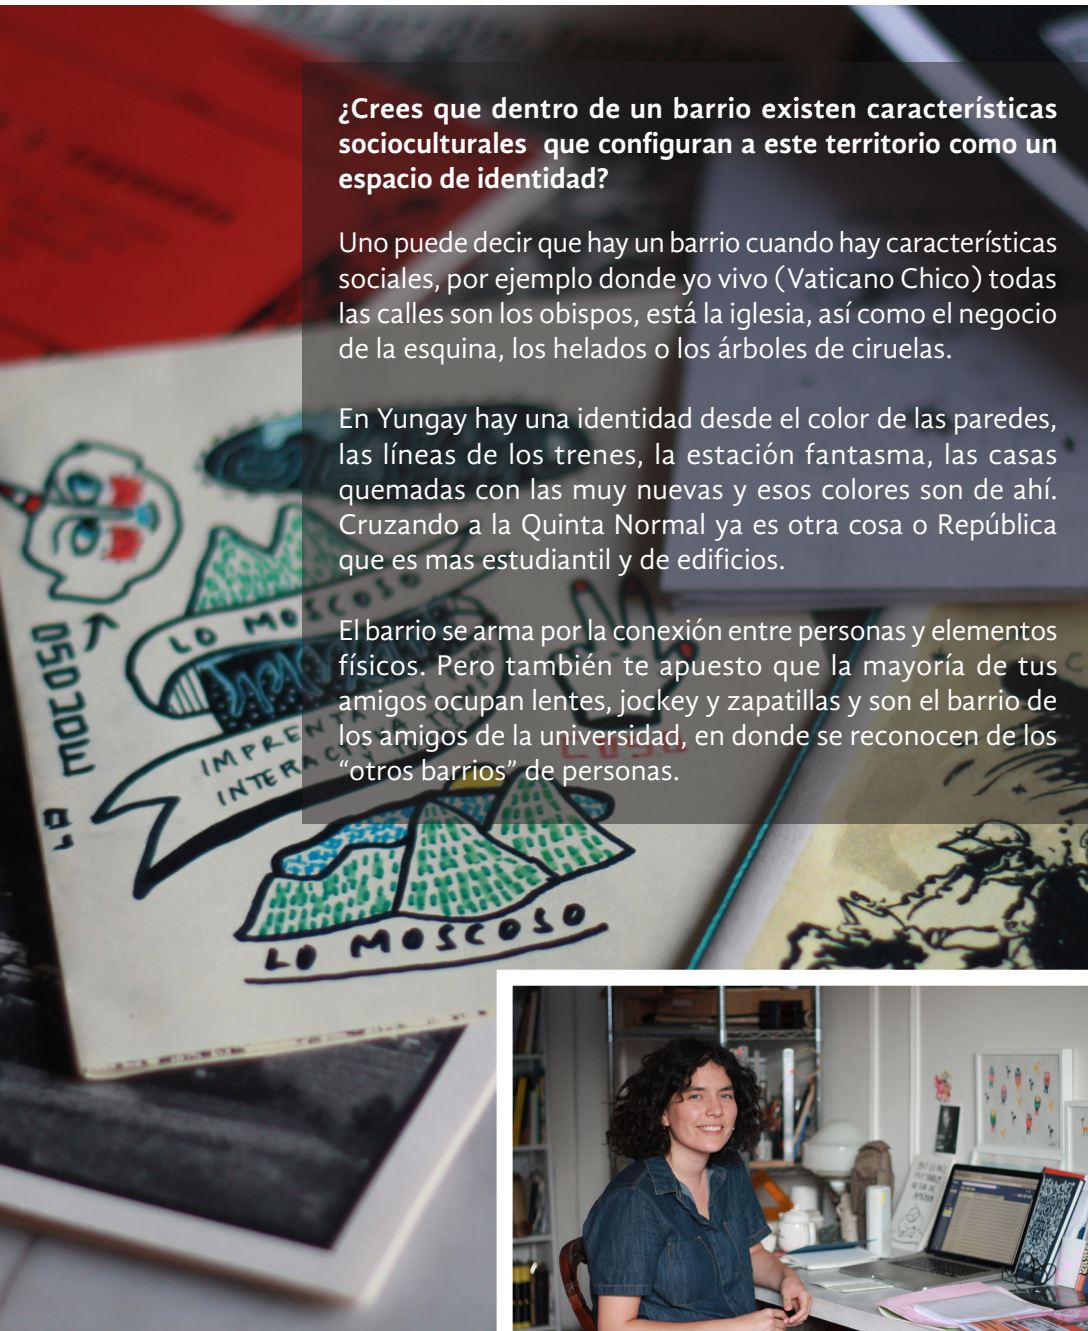 ¿Crees que dentro de un barrio existen características
socioculturales que configuran a este territorio como un
espacio de identidad?
Uno puede decir que hay un barrio cuando hay características
sociales, por ejemplo donde yo vivo (Vaticano Chico) todas
las calles son los obispos, está la iglesia, así como el negocio
de la esquina, los helados o los árboles de ciruelas.
En Yungay hay una identidad desde el color de las paredes,
las líneas de los trenes, la estación fantasma, las casas
quemadas con las muy nuevas y esos colores son de ahí.
Cruzando a la Quinta Normal ya es otra cosa o República
que es mas estudiantil y de edificios.
El barrio se arma por la conexión entre personas y elementos
físicos. Pero también te apuesto que la mayoría de tus
amigos ocupan lentes, jockey y zapatillas y son el barrio de
los amigos de la universidad, en donde se reconocen de los
“otros barrios” de personas.
LO MOSCOSO
IMPRENTA
LO MOSCOSO